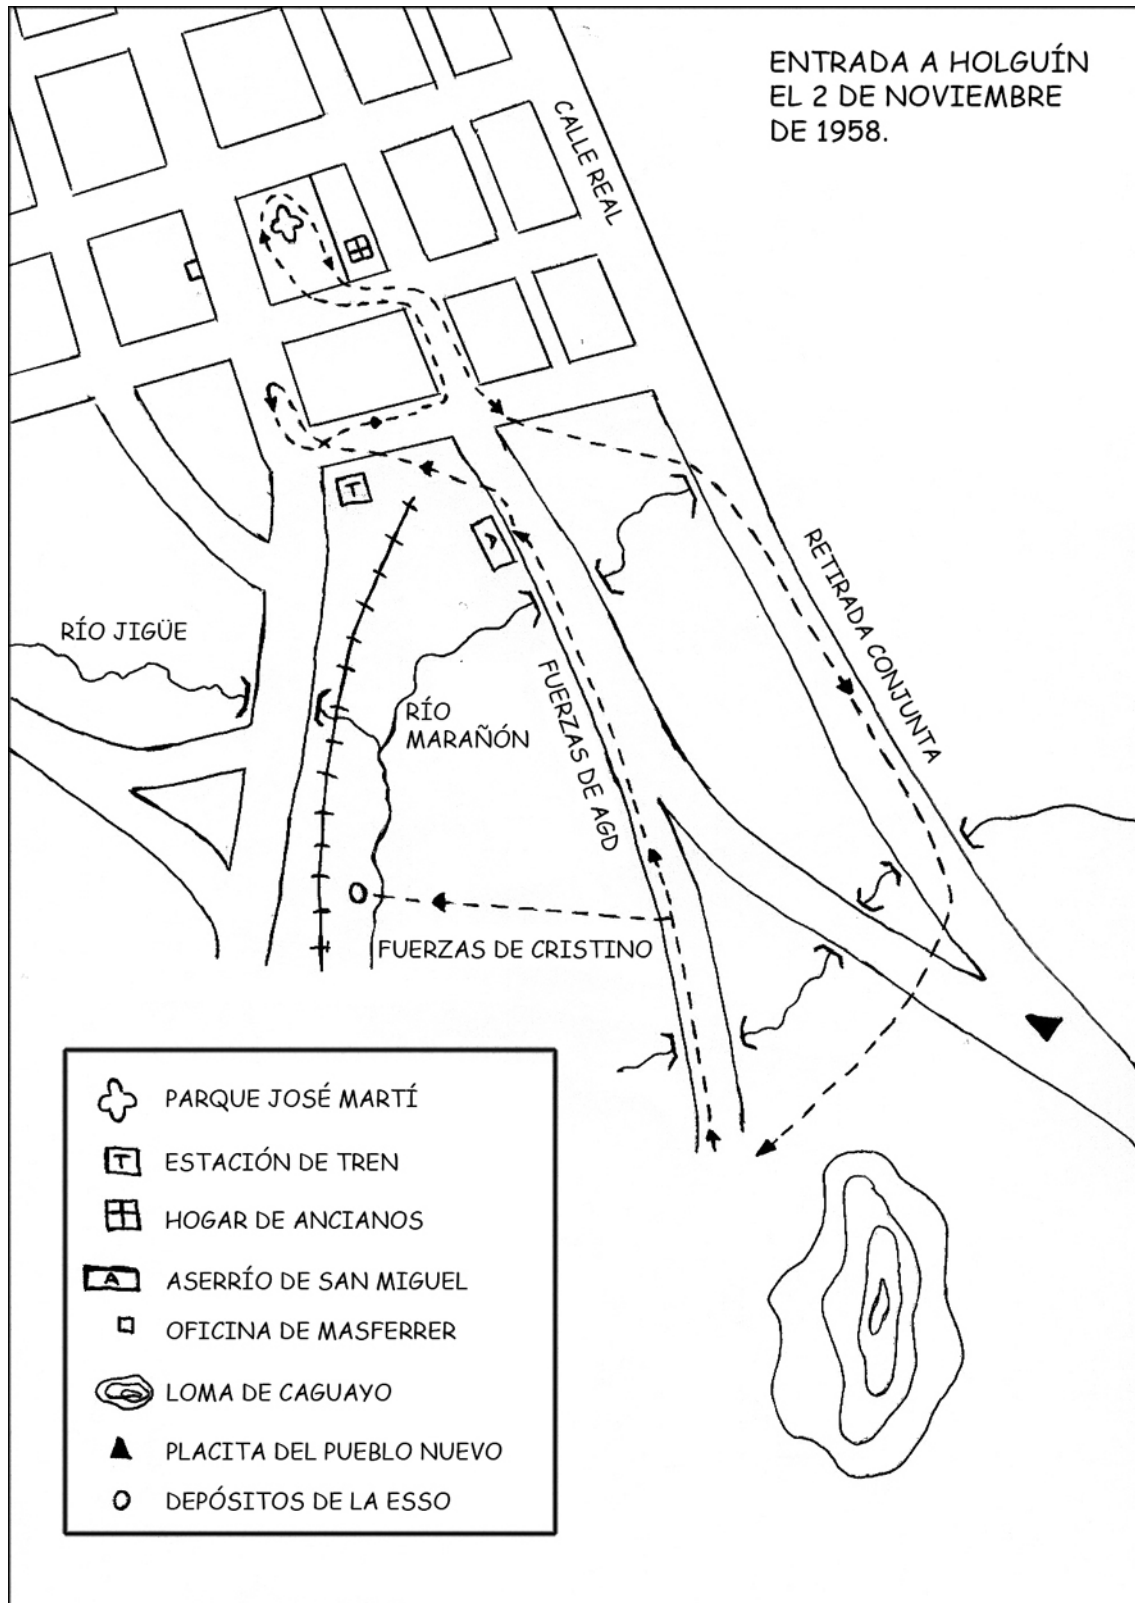 ENTRADA A HOLGUÍN
EL 2 DE NOVIEMBRE
DE 1958.
CALLE REAL
T
A
RETIRADA CONJUNTA
RÍO JIGÜE
RÍO
MARAÑÓN
FUERZAS DE AGD
FUERZAS DE CRISTINO
PARQUE JOSÉ MARTÍ
T ESTACIÓN DE TREN
HOGAR DE ANCIANOS
A ASERRÍO DE SAN MIGUEL
OFICINA DE MASFERRER
LOMA DE CAGUAYO
PLACITA DEL PUEBLO NUEVO
DEPÓSITOS DE LA ESSO